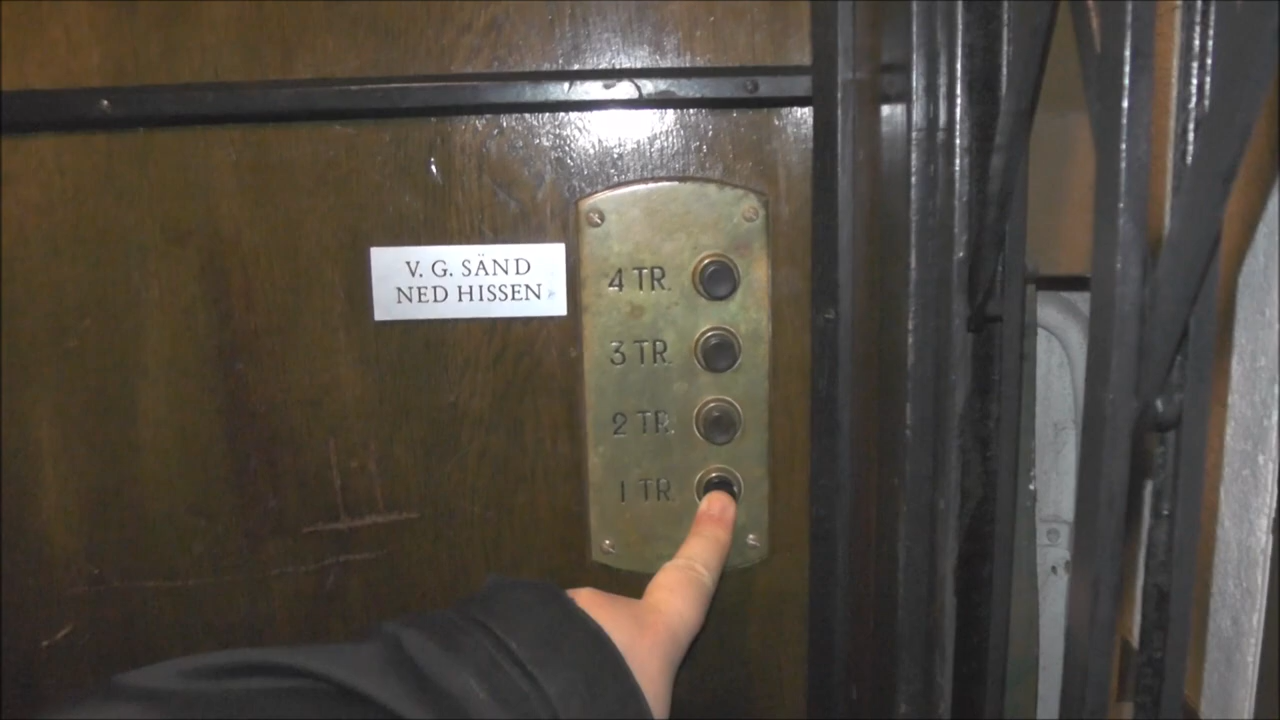 V. G. SÄND
NED HISSEN
4 TR.
3 TR.
2 TR.
1 TR.